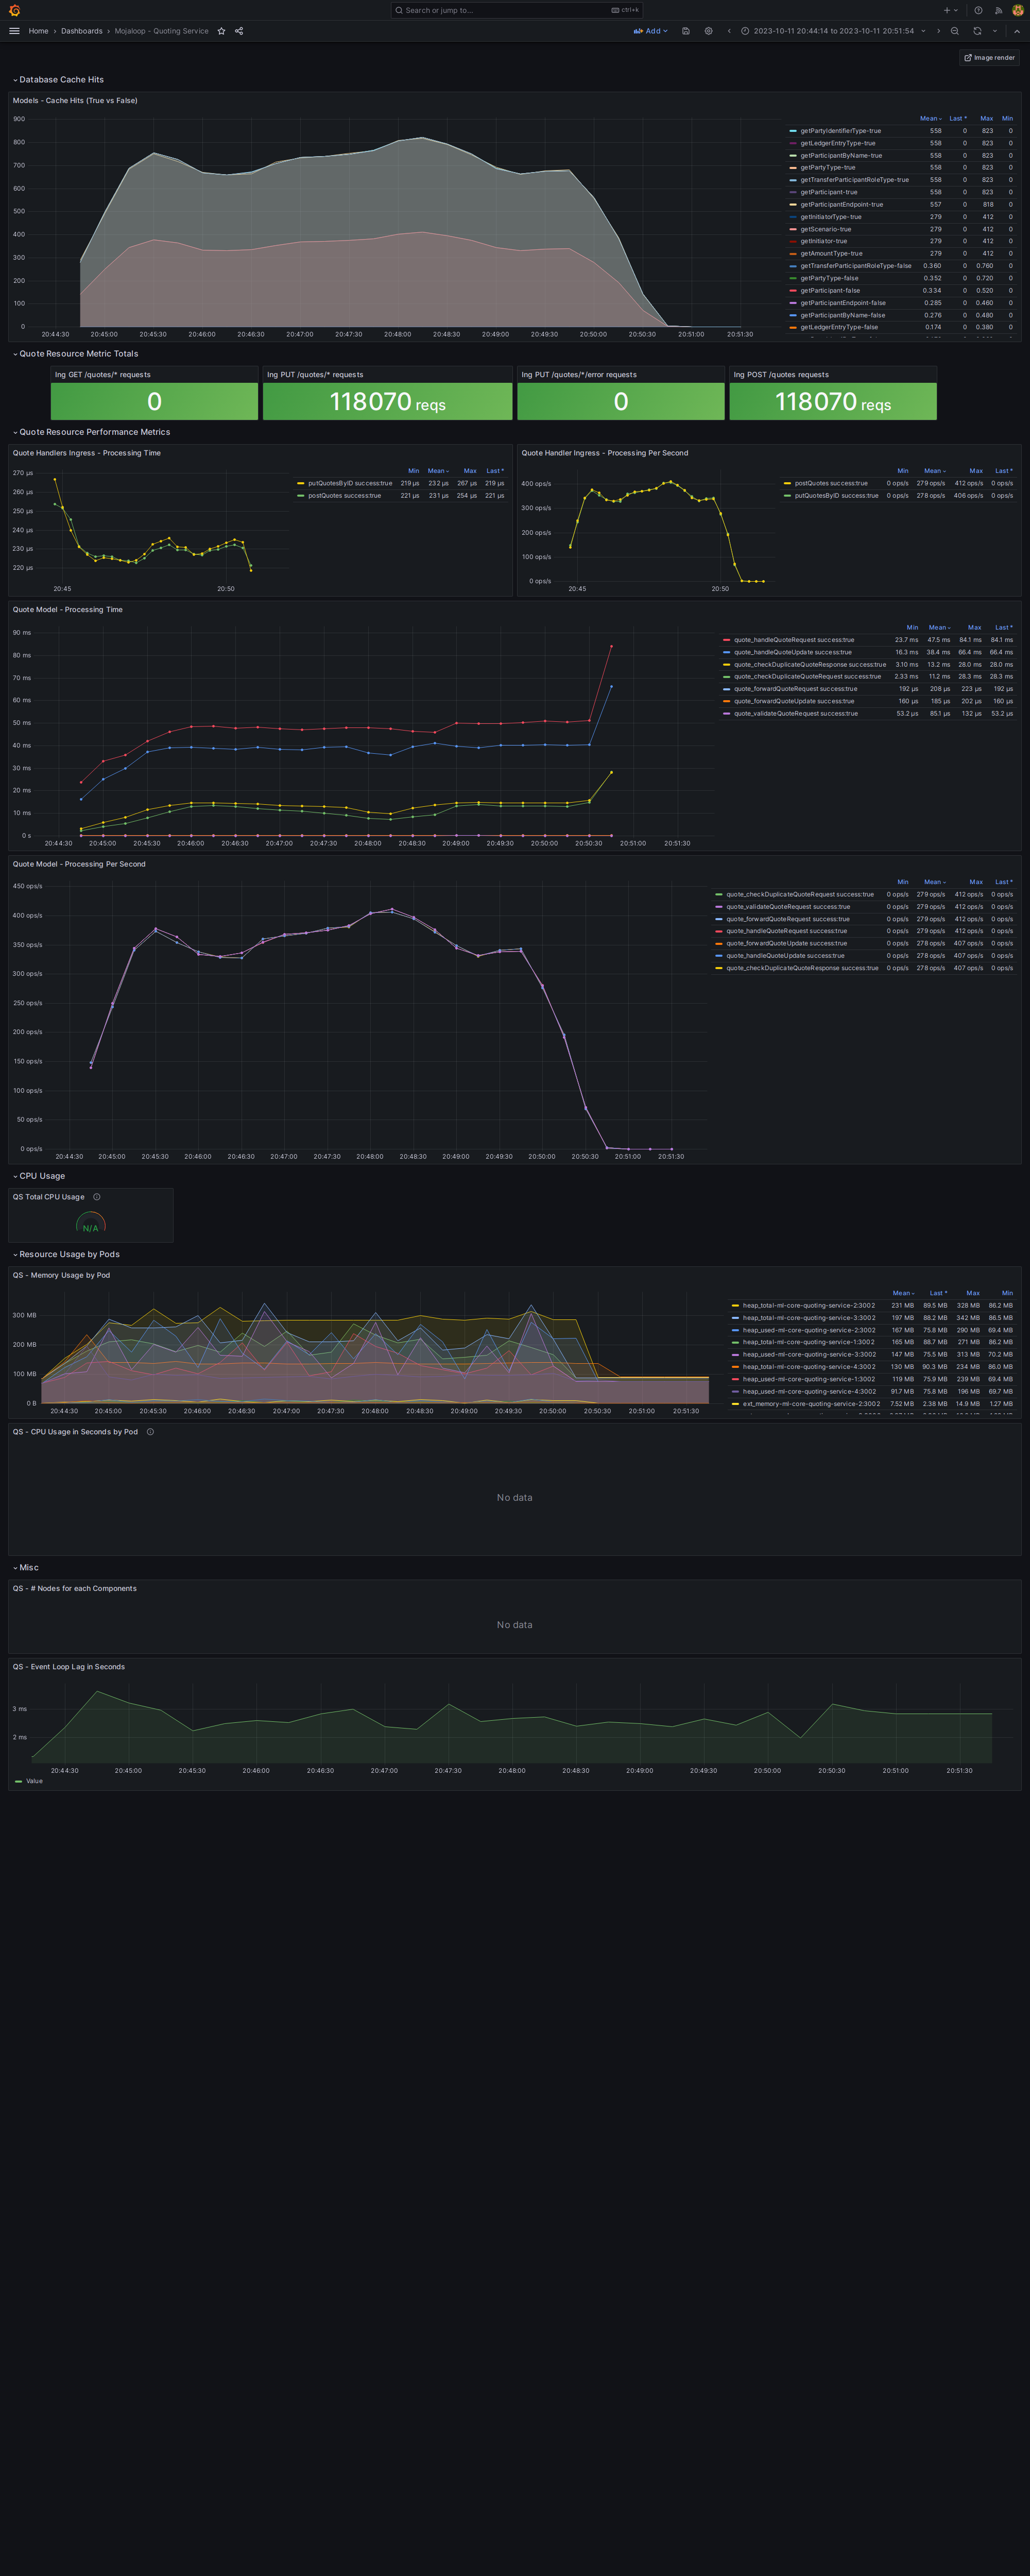 Search or jump to...
ctrl+k
Home › Dashboards › Mojaloop - Quoting Service
Add
2023-10-11 20:44:14 to 2023-10-11 20:51:54
Image render
Database Cache Hits
Models - Cache Hits (True vs False)
900
800
700
600
500
400
300
200
100
0
20:44:30 20:45:00 20:45:30 20:46:00 20:46:30 20:47:00 20:47:30 20:48:00 20:48:30 20:49:00 20:49:30 20:50:00 20:50:30 20:51:00 20:51:30
Mean Last * Max Min
getPartyIdentifierType-true 558 0 823 0
getLedgerEntryType-true 558 0 823 0
getParticipantByName-true 558 0 823 0
getPartyType-true 558 0 823 0
getTransferParticipantRoleType-true 558 0 823 0
getParticipant-true 558 0 823 0
getParticipantEndpoint-true 557 0 818 0
getInitiatorType-true 279 0 412 0
getScenario-true 279 0 412 0
getInitiator-true 279 0 412 0
getAmountType-true 279 0 412 0
getTransferParticipantRoleType-false 0.360 0 0.760 0
getPartyType-false 0.352 0 0.720 0
getParticipant-false 0.334 0 0.520 0
getParticipantEndpoint-false 0.285 0 0.460 0
getParticipantByName-false 0.276 0 0.480 0
getLedgerEntryType-false 0.174 0 0.380 0
Quote Resource Metric Totals
Ing GET /quotes/* requests
0
Ing PUT /quotes/* requests
118070 reqs
Ing PUT /quotes/*/error requests
0
Ing POST /quotes requests
118070 reqs
Quote Resource Performance Metrics
Quote Handlers Ingress - Processing Time
270 µs
260 µs
250 µs
240 µs
230 µs
220 µs
20:45 20:50
Min Mean Max Last *
putQuotesByID success:true 219 µs 232 µs 267 µs 219 µs
postQuotes success:true 221 µs 231 µs 254 µs 221 µs
Quote Handler Ingress - Processing Per Second
400 ops/s
300 ops/s
200 ops/s
100 ops/s
0 ops/s
20:45 20:50
Min Mean Max Last *
postQuotes success:true 0 ops/s 279 ops/s 412 ops/s 0 ops/s
putQuotesByID success:true 0 ops/s 278 ops/s 406 ops/s 0 ops/s
Quote Model - Processing Time
90 ms
80 ms
70 ms
60 ms
50 ms
40 ms
30 ms
20 ms
10 ms
0 s
20:44:30 20:45:00 20:45:30 20:46:00 20:46:30 20:47:00 20:47:30 20:48:00 20:48:30 20:49:00 20:49:30 20:50:00 20:50:30 20:51:00 20:51:30
Min Mean Max Last *
quote_handleQuoteRequest success:true 23.7 ms 47.5 ms 84.1 ms 84.1 ms
quote_handleQuoteUpdate success:true 16.3 ms 38.4 ms 66.4 ms 66.4 ms
quote_checkDuplicateQuoteResponse success:true 3.10 ms 13.2 ms 28.0 ms 28.0 ms
quote_checkDuplicateQuoteRequest success:true 2.33 ms 11.2 ms 28.3 ms 28.3 ms
quote_forwardQuoteRequest success:true 192 µs 208 µs 223 µs 192 µs
quote_forwardQuoteUpdate success:true 160 µs 185 µs 202 µs 160 µs
quote_validateQuoteRequest success:true 53.2 µs 85.1 µs 132 µs 53.2 µs
Quote Model - Processing Per Second
450 ops/s
400 ops/s
350 ops/s
300 ops/s
250 ops/s
200 ops/s
150 ops/s
100 ops/s
50 ops/s
0 ops/s
20:44:30 20:45:00 20:45:30 20:46:00 20:46:30 20:47:00 20:47:30 20:48:00 20:48:30 20:49:00 20:49:30 20:50:00 20:50:30 20:51:00 20:51:30
Min Mean Max Last *
quote_checkDuplicateQuoteRequest success:true 0 ops/s 279 ops/s 412 ops/s 0 ops/s
quote_validateQuoteRequest success:true 0 ops/s 279 ops/s 412 ops/s 0 ops/s
quote_forwardQuoteRequest success:true 0 ops/s 279 ops/s 412 ops/s 0 ops/s
quote_handleQuoteRequest success:true 0 ops/s 279 ops/s 412 ops/s 0 ops/s
quote_forwardQuoteUpdate success:true 0 ops/s 278 ops/s 407 ops/s 0 ops/s
quote_handleQuoteUpdate success:true 0 ops/s 278 ops/s 407 ops/s 0 ops/s
quote_checkDuplicateQuoteResponse success:true 0 ops/s 278 ops/s 407 ops/s 0 ops/s
CPU Usage
QS Total CPU Usage
N/A
Resource Usage by Pods
QS - Memory Usage by Pod
300 MB
200 MB
100 MB
0 B
20:44:30 20:45:00 20:45:30 20:46:00 20:46:30 20:47:00 20:47:30 20:48:00 20:48:30 20:49:00 20:49:30 20:50:00 20:50:30 20:51:00 20:51:30
Mean Last * Max Min
heap_total-ml-core-quoting-service-2:3002 231 MB 89.5 MB 328 MB 86.2 MB
heap_total-ml-core-quoting-service-3:3002 197 MB 88.2 MB 342 MB 86.5 MB
heap_used-ml-core-quoting-service-2:3002 167 MB 75.8 MB 290 MB 69.4 MB
heap_total-ml-core-quoting-service-1:3002 165 MB 88.7 MB 271 MB 86.2 MB
heap_used-ml-core-quoting-service-3:3002 147 MB 75.5 MB 313 MB 70.2 MB
heap_total-ml-core-quoting-service-4:3002 130 MB 90.3 MB 234 MB 86.0 MB
heap_used-ml-core-quoting-service-1:3002 119 MB 75.9 MB 239 MB 69.4 MB
heap_used-ml-core-quoting-service-4:3002 91.7 MB 75.8 MB 196 MB 69.7 MB
ext_memory-ml-core-quoting-service-2:3002 7.52 MB 2.38 MB 14.9 MB 1.27 MB
QS - CPU Usage in Seconds by Pod
No data
Misc
QS - # Nodes for each Components
No data
QS - Event Loop Lag in Seconds
3 ms
2 ms
20:44:30 20:45:00 20:45:30 20:46:00 20:46:30 20:47:00 20:47:30 20:48:00 20:48:30 20:49:00 20:49:30 20:50:00 20:50:30 20:51:00 20:51:30
Value